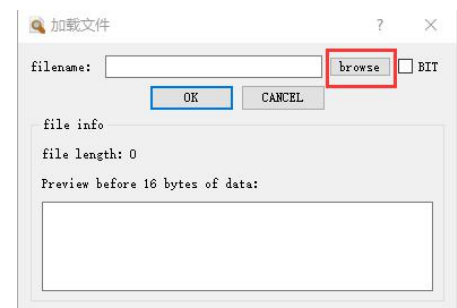 加载文件
filename: browse BIT
OK CANCEL
file info
file length: 0
Preview before 16 bytes of data: